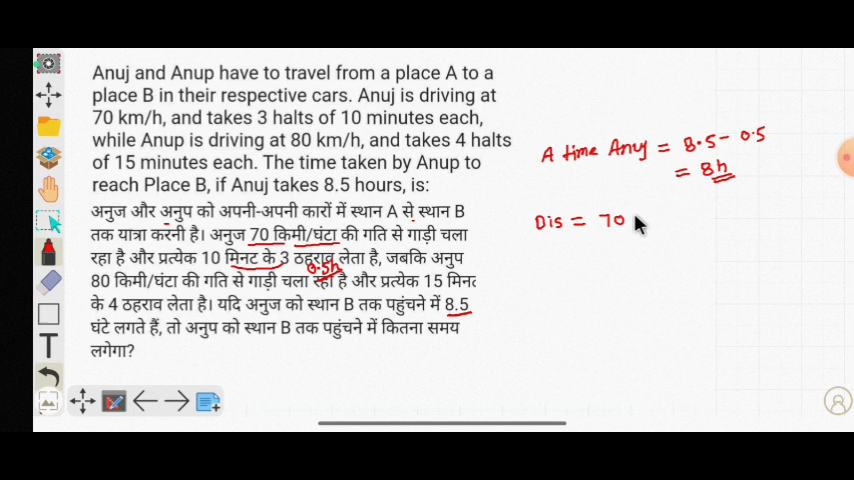 Anuj and Anup have to travel from a place A to a
place B in their respective cars. Anuj is driving at
70 km/h, and takes 3 halts of 10 minutes each,
while Anup is driving at 80 km/h, and takes 4 halts
of 15 minutes each. The time taken by Anup to
reach Place B, if Anuj takes 8.5 hours, is:
अनुज और अनुप को अपनी-अपनी कारों में स्थान A से स्थान B
तक यात्रा करनी है। अनुज 70 किमी/घंटा की गति से गाड़ी चला
रहा है और प्रत्येक 10 मिनट के 3 ठहराव लेता है, जबकि अनुप
0.5h
80 किमी/घंटा की गति से गाड़ी चला रहा है और प्रत्येक 15 मिनट
के 4 ठहराव लेता है। यदि अनुज को स्थान B तक पहुंचने में 8.5
घंटे लगते हैं, तो अनुप को स्थान B तक पहुंचने में कितना समय
लगेगा?
A time Anuj = 8.5 - 0.5
= 8h
Dis = 70
T